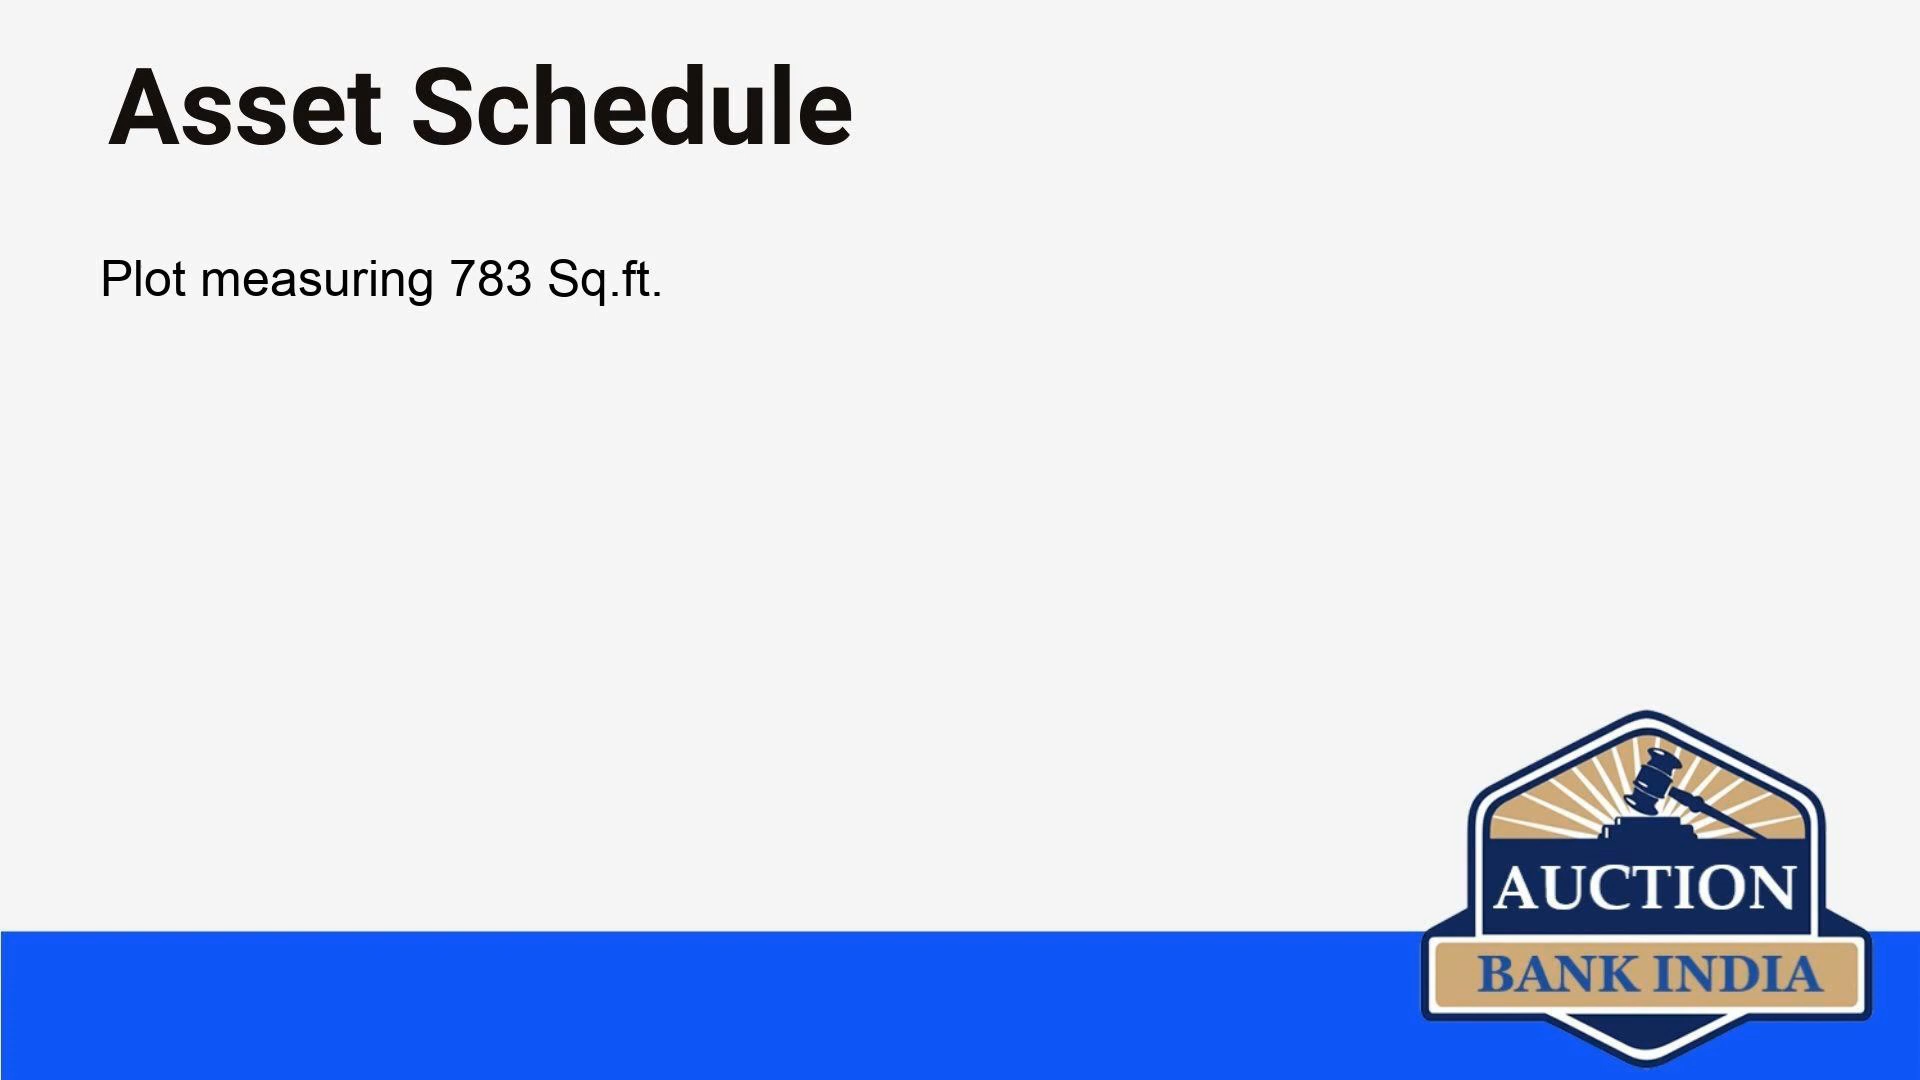 Asset Schedule
Plot measuring 783 Sq.ft.
AUCTION
BANK INDIA